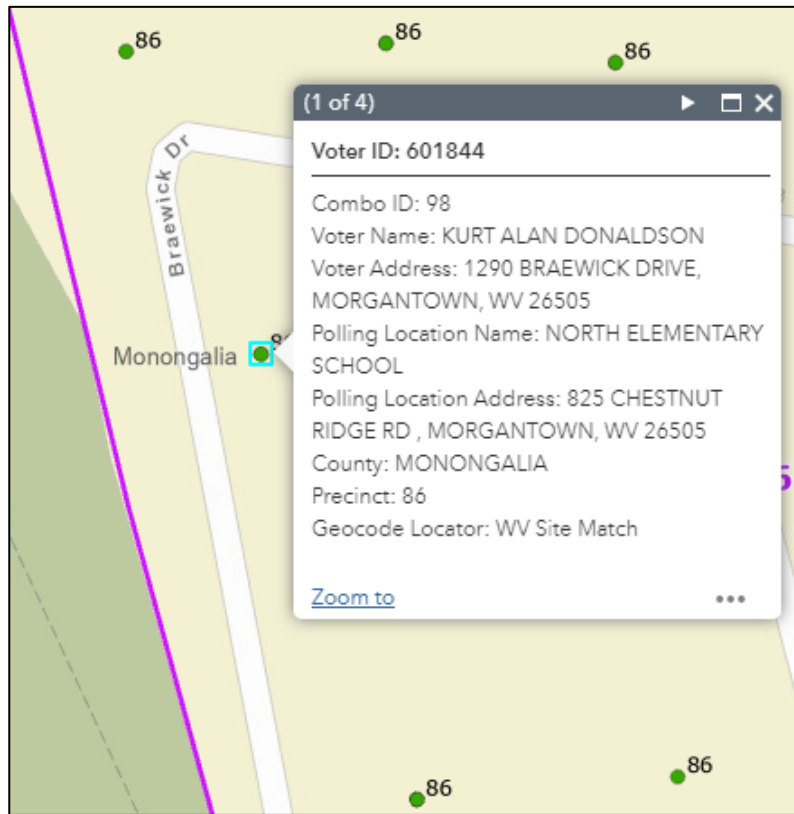 86
86
86
(1 of 4)
Voter ID: 601844
Combo ID: 98
Voter Name: KURT ALAN DONALDSON
Voter Address: 1290 BRAEWICK DRIVE,
MORGANTOWN, WV 26505
Polling Location Name: NORTH ELEMENTARY
SCHOOL
Polling Location Address: 825 CHESTNUT
RIDGE RD , MORGANTOWN, WV 26505
County: MONONGALIA
Precinct: 86
Geocode Locator: WV Site Match
Zoom to
Braewick Dr
Monongalia
86
86